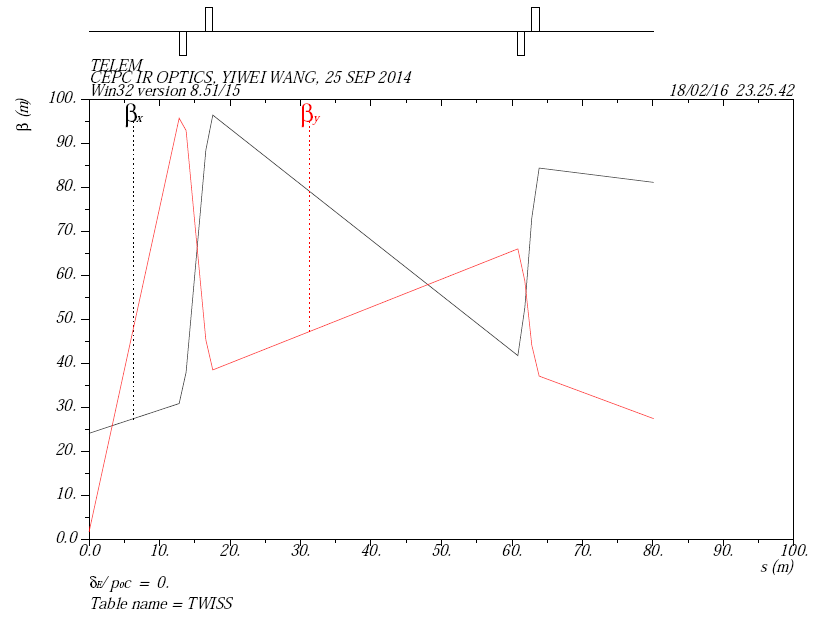 TELEM
CEPC IR OPTICS, YIWEI WANG, 25 SEP 2014
Win32 version 8.51/15 18/02/16 23.25.42
β (m)
100.
90.
80.
70.
60.
50.
40.
30.
20.
10.
0.0
βx βy
0.0 10. 20. 30. 40. 50. 60. 70. 80. 90. 100.
s (m)
δE/p0c = 0.
Table name = TWISS